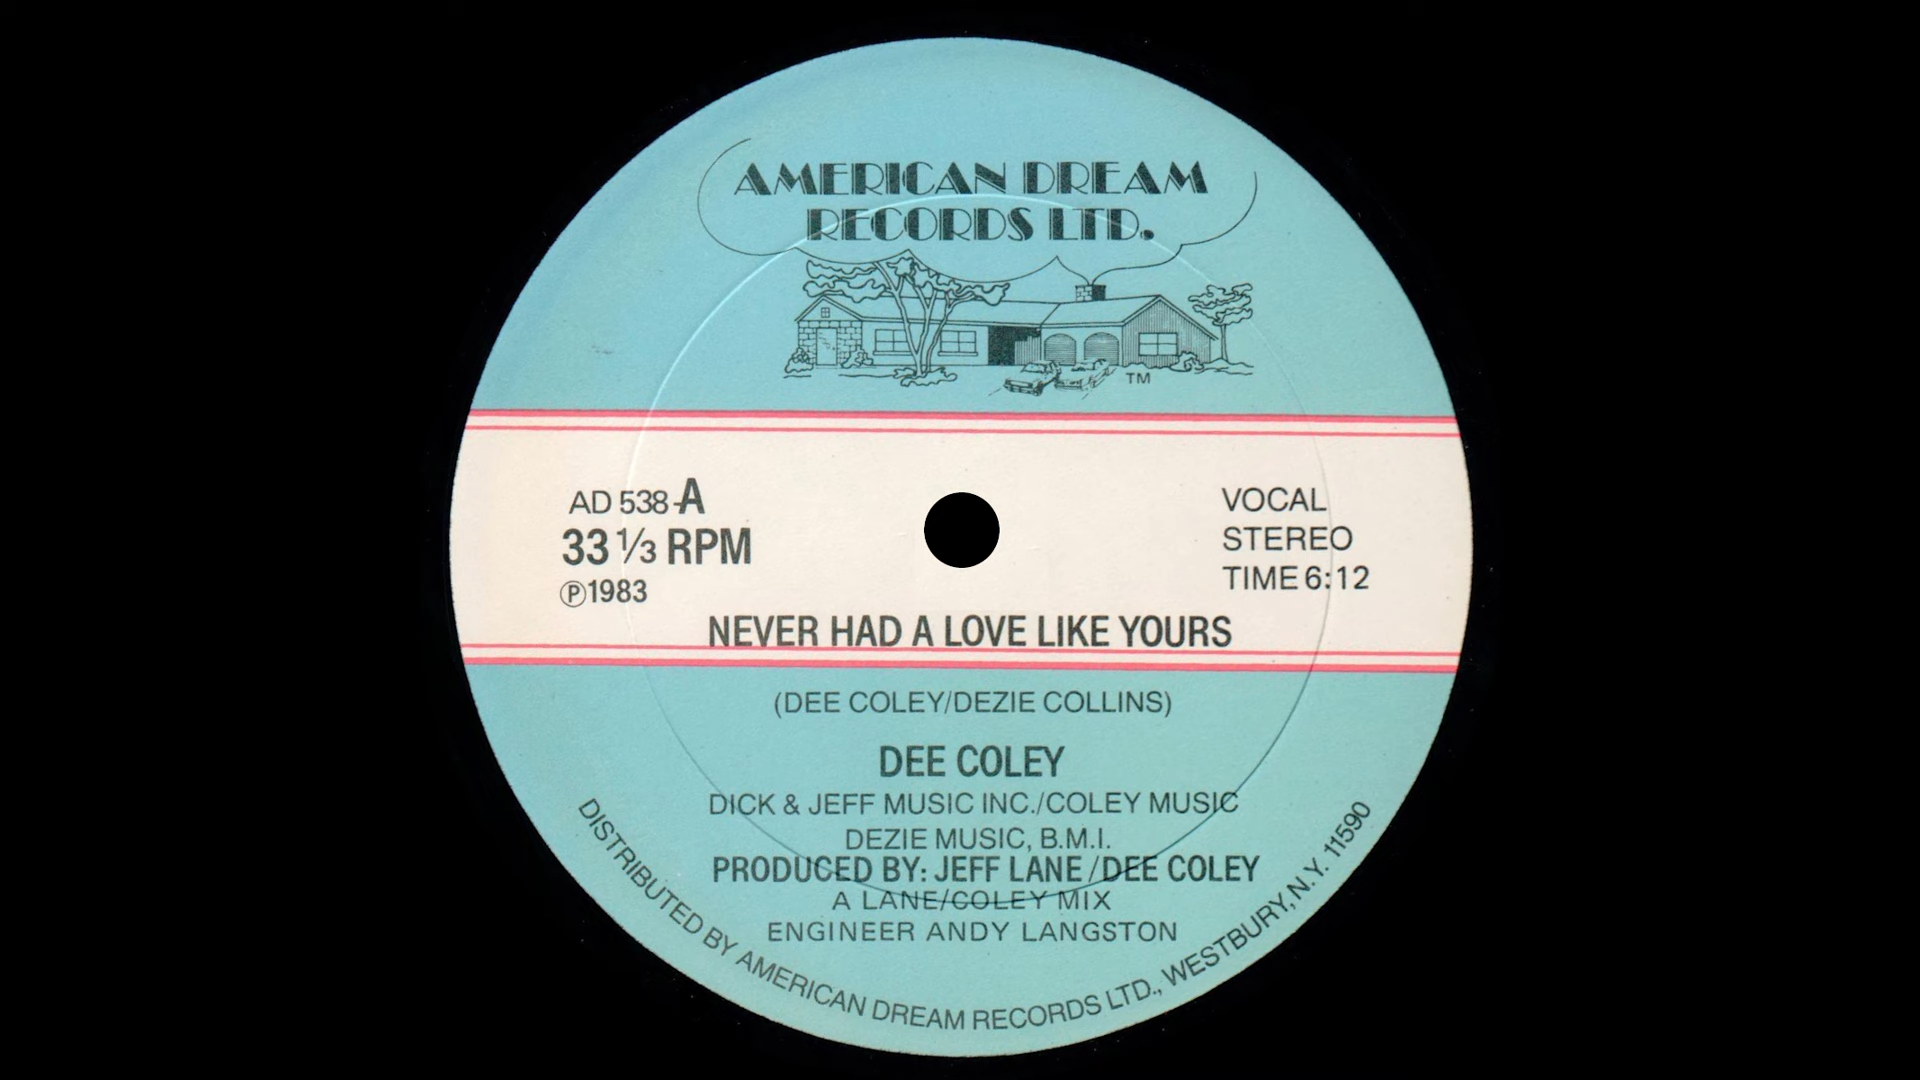 AMERICAN DREAM
RECORDS LTD.
TM
AD 538-A
33 ⅓ RPM
Ⓟ1983
VOCAL
STEREO
TIME 6:12
NEVER HAD A LOVE LIKE YOURS
(DEE COLEY/DEZIE COLLINS)
DEE COLEY
DICK & JEFF MUSIC INC./COLEY MUSIC
DEZIE MUSIC, B.M.I.
PRODUCED BY: JEFF LANE/DEE COLEY
A LANE/COLEY MIX
ENGINEER ANDY LANGSTON
DISTRIBUTED BY AMERICAN DREAM RECORDS LTD., WESTBURY, N.Y. 11590